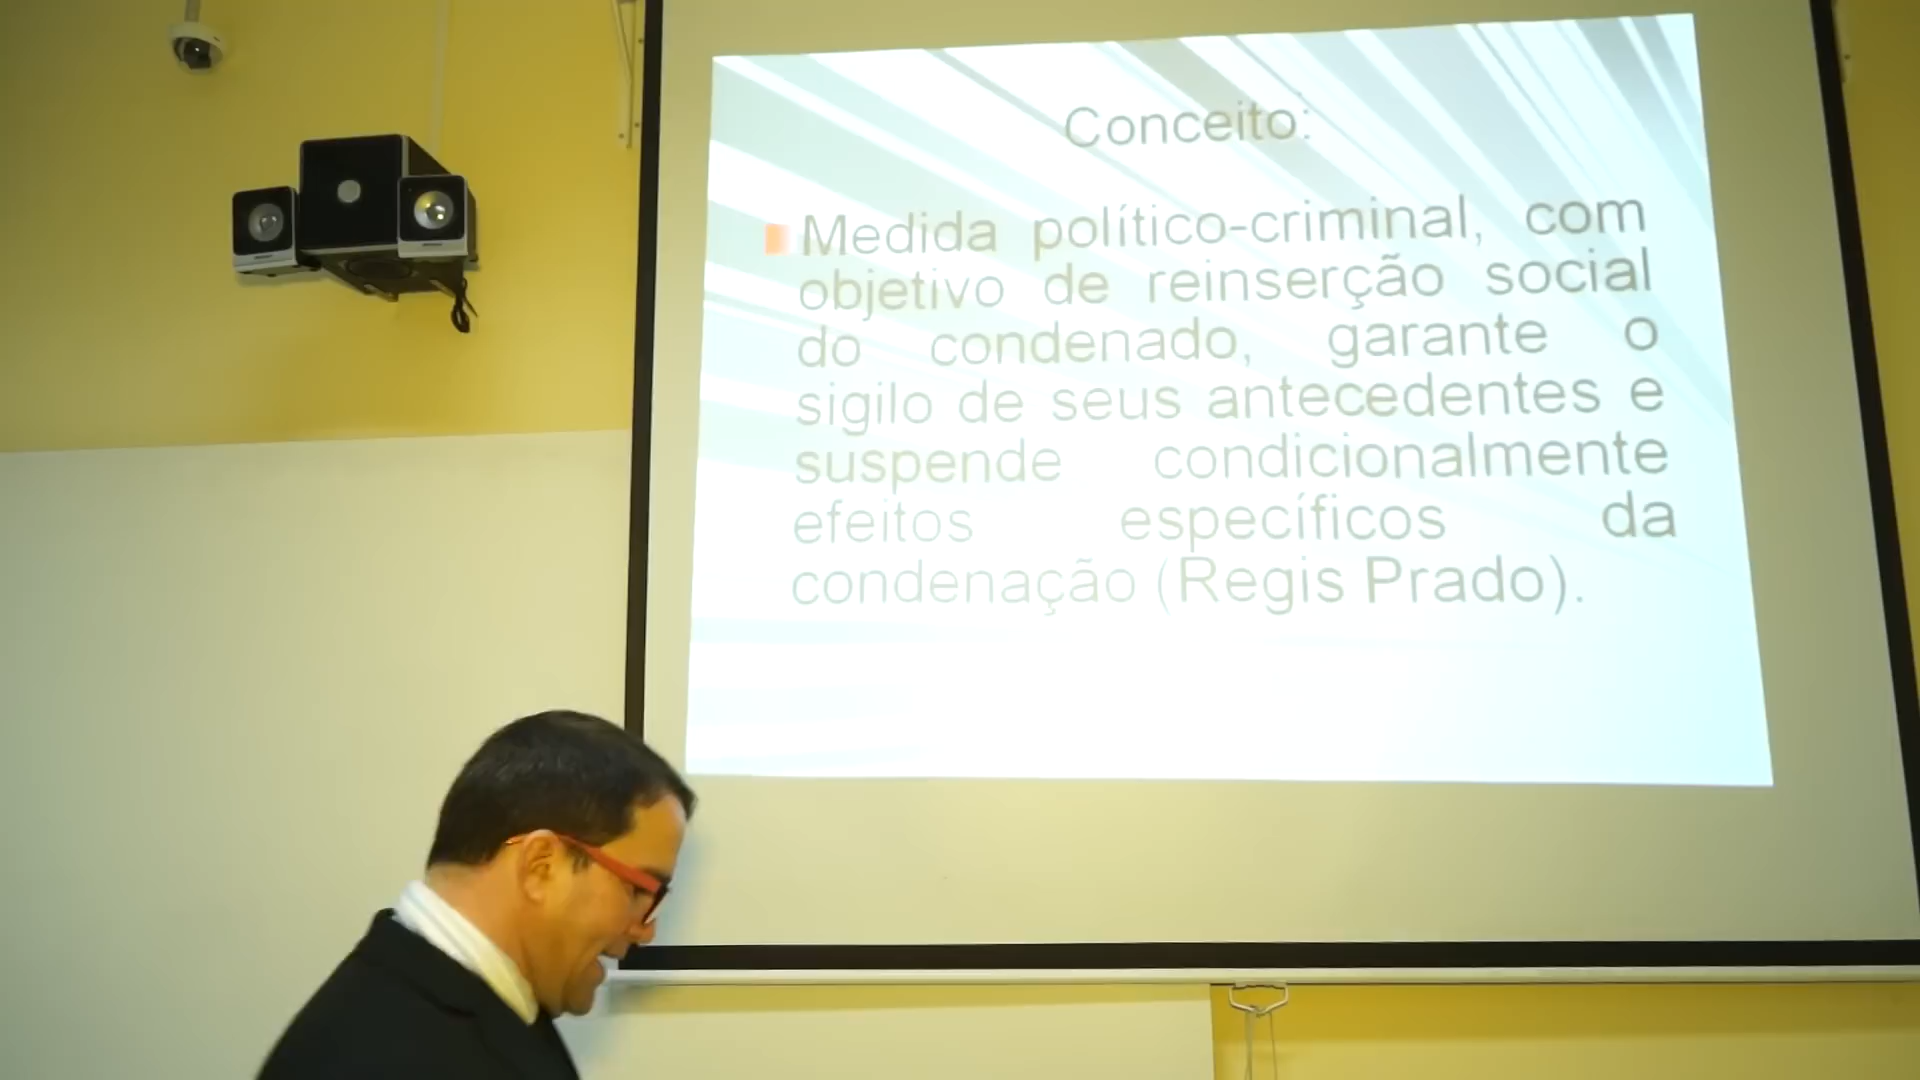 Conceito:
Medida político-criminal, com
objetivo de reinserção social
do condenado, garante o
sigilo de seus antecedentes e
suspende condicionalmente
efeitos específicos da
condenação (Regis Prado).